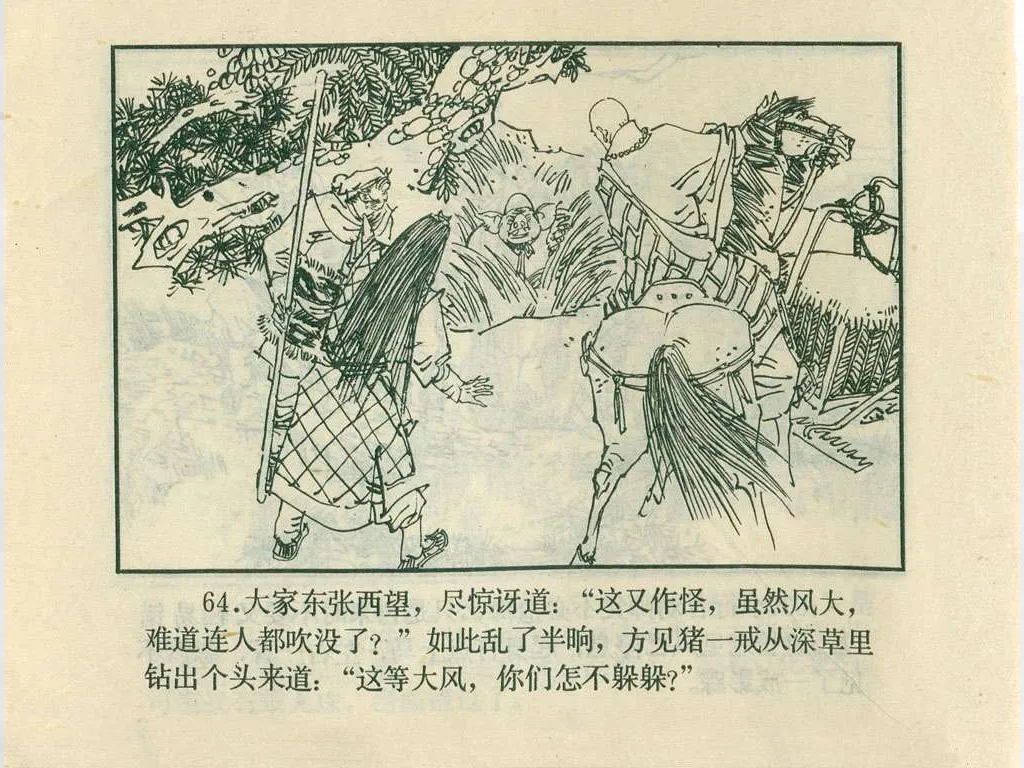 64.大家东张西望，尽惊讶道：“这又作怪，虽然风大，
难道连人都吹没了？”如此乱了半晌，方见猪一戒从深草里
钻出个头来道：“这等大风，你们怎不躲躲？”